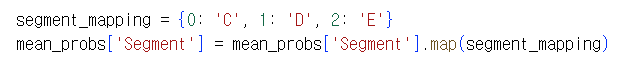 segment_mapping = {0: 'C', 1: 'D', 2: 'E'}
mean_probs['Segment'] = mean_probs['Segment'].map(segment_mapping)